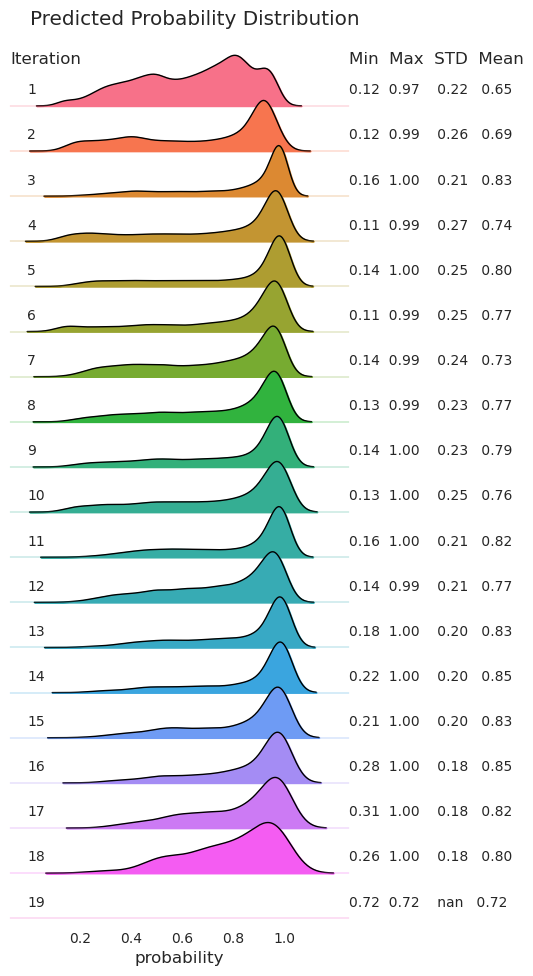 Predicted Probability Distribution
Iteration Min Max STD Mean
1 0.12 0.97 0.22 0.65
2 0.12 0.99 0.26 0.69
3 0.16 1.00 0.21 0.83
4 0.11 0.99 0.27 0.74
5 0.14 1.00 0.25 0.80
6 0.11 0.99 0.25 0.77
7 0.14 0.99 0.24 0.73
8 0.13 0.99 0.23 0.77
9 0.14 1.00 0.23 0.79
10 0.13 1.00 0.25 0.76
11 0.16 1.00 0.21 0.82
12 0.14 0.99 0.21 0.77
13 0.18 1.00 0.20 0.83
14 0.22 1.00 0.20 0.85
15 0.21 1.00 0.20 0.83
16 0.28 1.00 0.18 0.85
17 0.31 1.00 0.18 0.82
18 0.26 1.00 0.18 0.80
19 0.72 0.72 nan 0.72
0.2 0.4 0.6 0.8 1.0
probability